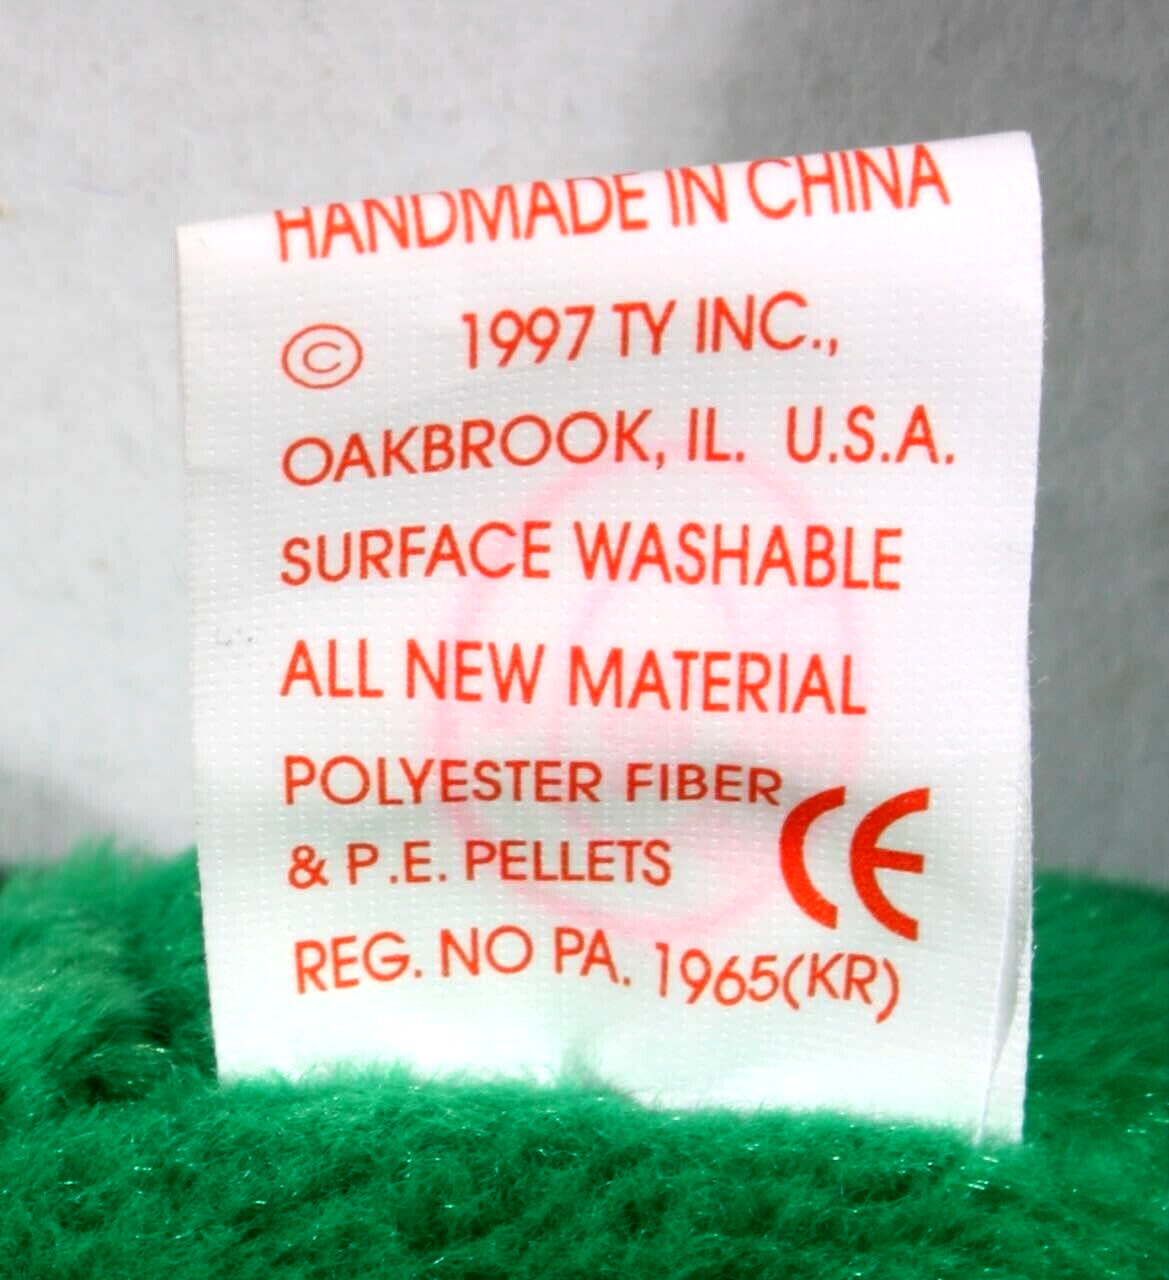 HANDMADE IN CHINA
© 1997 TY INC.,
OAKBROOK, IL. U.S.A.
SURFACE WASHABLE
ALL NEW MATERIAL
POLYESTER FIBER
& P.E. PELLETS
CE
REG. NO PA. 1965(KR)